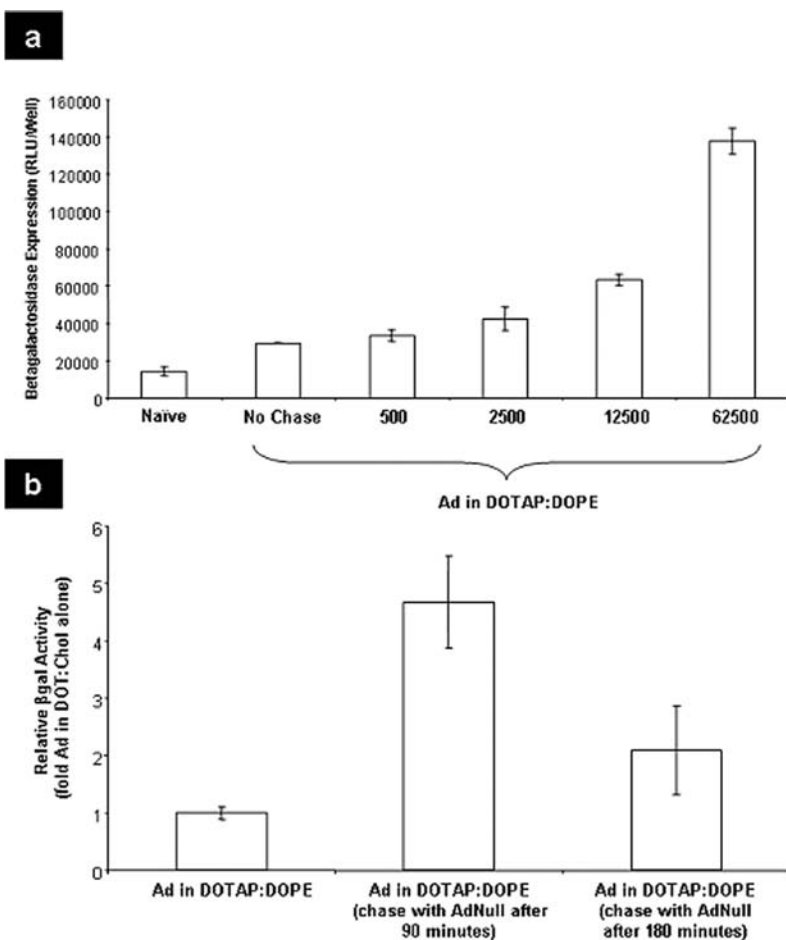 a
Betagalactosidase Expression (RLU/Well)
160000
140000
120000
100000
80000
60000
40000
20000
0
Naïve
No Chase
500
2500
12500
62500
Ad in DOTAP:DOPE
b
Relative βgal Activity
(fold Ad in DOT:Chol alone)
6
5
4
3
2
1
0
Ad in DOTAP:DOPE
Ad in DOTAP:DOPE
(chase with AdNull after
90 minutes)
Ad in DOTAP:DOPE
(chase with AdNull
after 180 minutes)